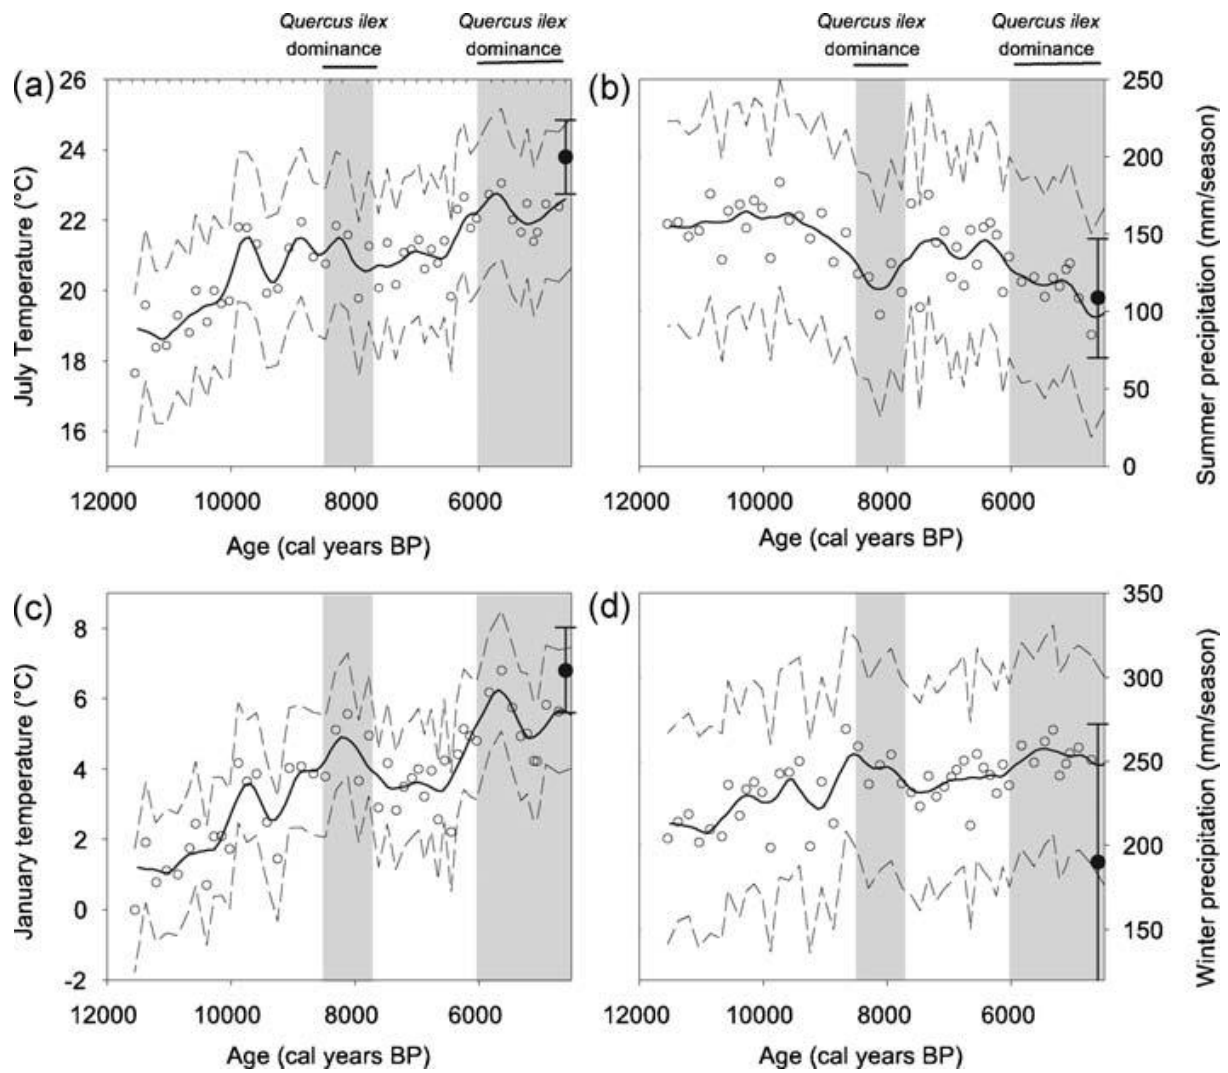 Quercus ilex
dominance
Quercus ilex
dominance
Quercus ilex
dominance
Quercus ilex
dominance
(a)
26
24
22
20
18
16
July Temperature (°C)
12000 10000 8000 6000
Age (cal years BP)
(b)
250
200
150
100
50
0
Summer precipitation (mm/season)
12000 10000 8000 6000
Age (cal years BP)
(c)
8
6
4
2
0
-2
January temperature (°C)
12000 10000 8000 6000
Age (cal years BP)
(d)
350
300
250
200
150
Winter precipitation (mm/season)
12000 10000 8000 6000
Age (cal years BP)